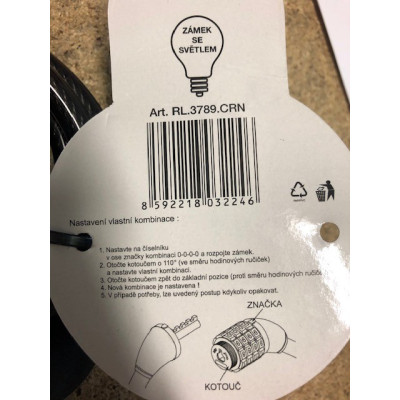 ZÁMEK
SE
SVĚTLEM
Art. RL.3789.CRN
8 592218 032246
Nastavení vlastní kombinace :
1. Nastavte na číselníku
v ose značky kombinaci 0-0-0-0 a rozpojte zámek.
2. Otočte kotoučem o 110° (ve směru hodinových ručiček)
a nastavte vlastní kombinaci.
3. Otočte kotoučem zpět do základní pozice (proti směru hodinových ručiček)
4. Nová kombinace je nastavena !
5. V případě potřeby, lze uvedený postup kdykoliv opakovat.
ZNAČKA
KOTOUČ